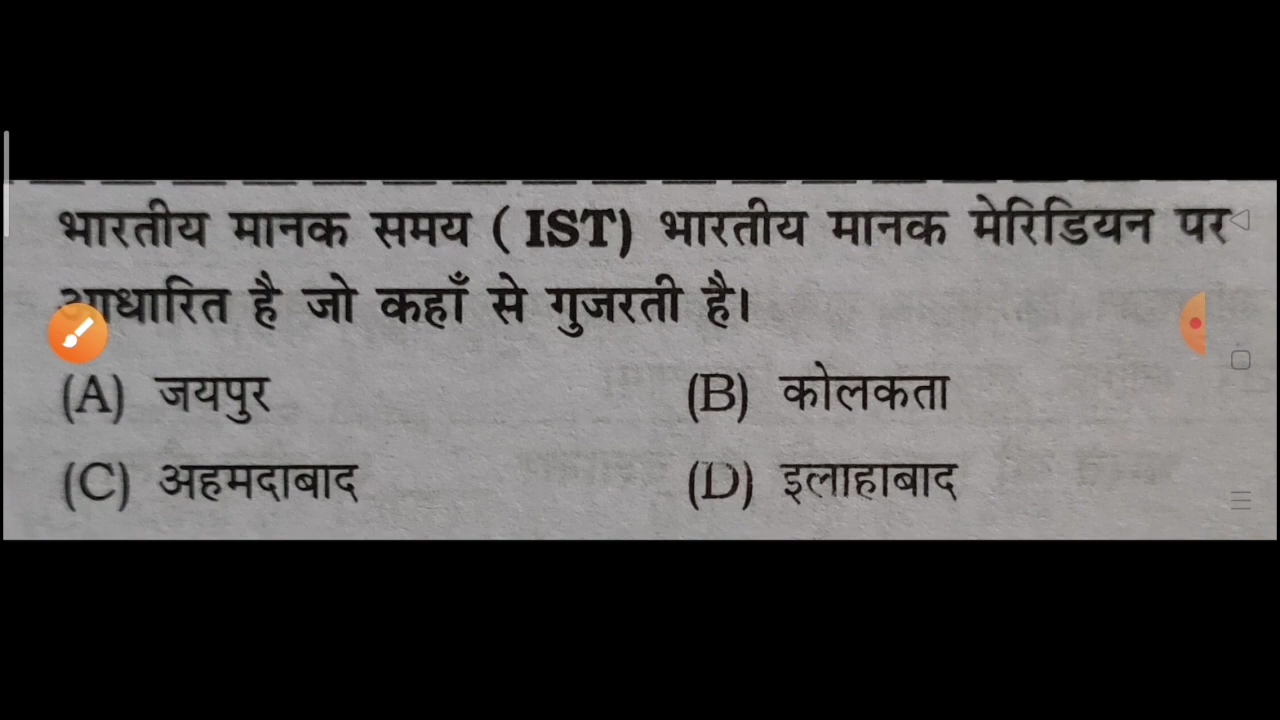 भारतीय मानक समय ( IST) भारतीय मानक मेरिडियन पर
आधारित है जो कहाँ से गुजरती है।
(A) जयपुर (B) कोलकता
(C) अहमदाबाद (D) इलाहाबाद